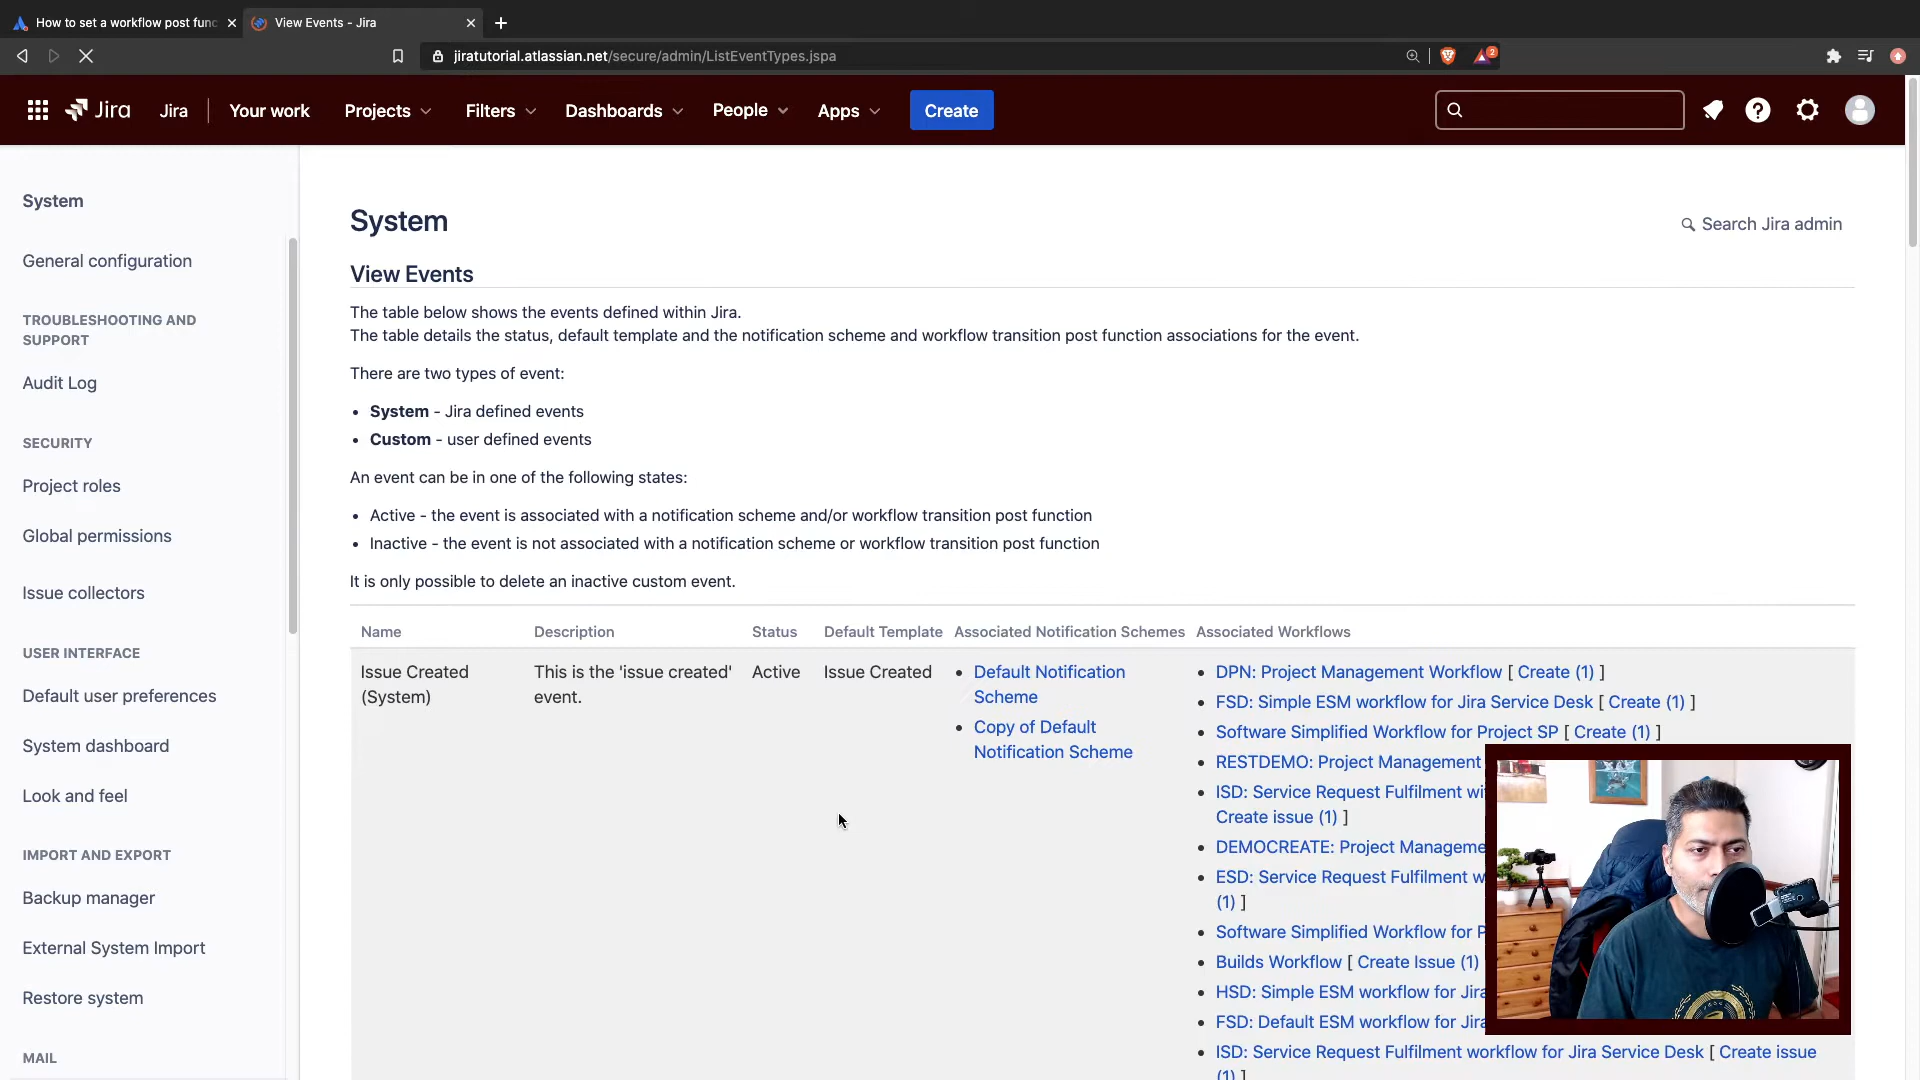 How to set a workflow post func
View Events - Jira
jiratutorial.atlassian.net/secure/admin/ListEventTypes.jspa
2
Jira
Jira
Your work
Projects
Filters
Dashboards
People
Apps
Create
System
General configuration
TROUBLESHOOTING AND
SUPPORT
Audit Log
SECURITY
Project roles
Global permissions
Issue collectors
USER INTERFACE
Default user preferences
System dashboard
Look and feel
IMPORT AND EXPORT
Backup manager
External System Import
Restore system
MAIL
System
Search Jira admin
View Events
The table below shows the events defined within Jira.
The table details the status, default template and the notification scheme and workflow transition post function associations for the event.
There are two types of event:
• System - Jira defined events
• Custom - user defined events
An event can be in one of the following states:
• Active - the event is associated with a notification scheme and/or workflow transition post function
• Inactive - the event is not associated with a notification scheme or workflow transition post function
It is only possible to delete an inactive custom event.
Name Description Status Default Template Associated Notification Schemes Associated Workflows
Issue Created
(System)
This is the 'issue created'
event.
Active
Issue Created
• Default Notification
Scheme
• Copy of Default
Notification Scheme
• DPN: Project Management Workflow [ Create (1) ]
• FSD: Simple ESM workflow for Jira Service Desk [ Create (1) ]
• Software Simplified Workflow for Project SP [ Create (1) ]
• RESTDEMO: Project Management
• ISD: Service Request Fulfilment wi
Create issue (1) ]
• DEMOCREATE: Project Manageme
• ESD: Service Request Fulfilment w
(1) ]
• Software Simplified Workflow for P
• Builds Workflow [ Create Issue (1)
• HSD: Simple ESM workflow for Jira
• FSD: Default ESM workflow for Jira
• ISD: Service Request Fulfilment workflow for Jira Service Desk [ Create issue
(1) ]